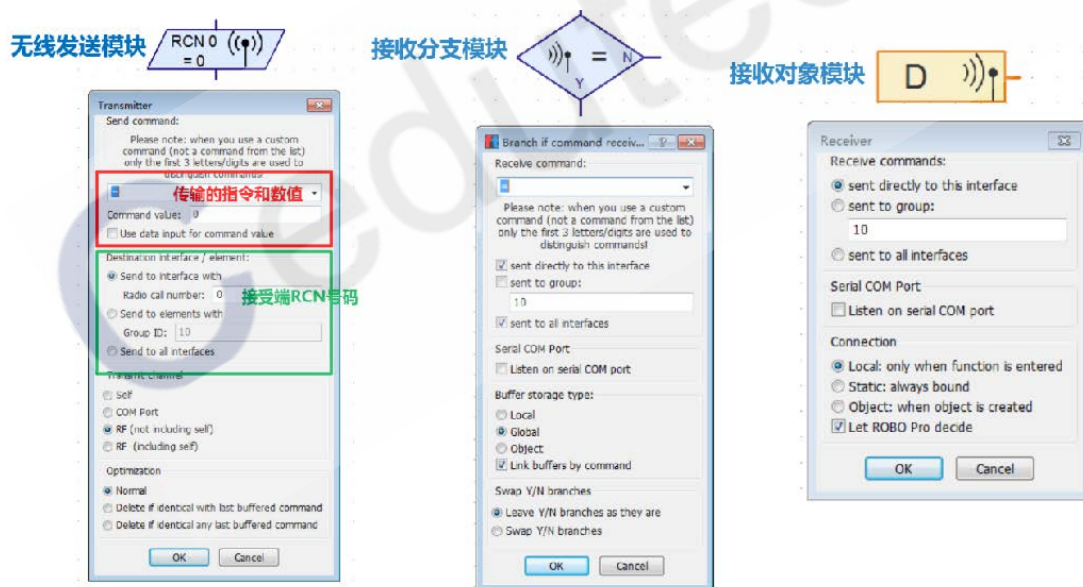 无线发送模块
RCN 0
= 0
Transmitter
Send command:
Please note: when you use a custom
command (not a command from the list)
only the first 3 letters/digits are used to
distinguish commands!
=
传输的指令和数值
Command value: 0
Use data input for command value
Destination interface / element:
Send to interface with
Radio call number: 0
接受端RCN号码
Send to elements with
Group ID: 10
Send to all interfaces
Transmit channel
Self
COM Port
RF (not including self)
RF (including self)
Optimization
Normal
Delete if identical with last buffered command
Delete if identical any last buffered command
OK
Cancel
接收分支模块
= N
Y
Branch if command receiv...
Receive command:
=
Please note: when you use a custom
command (not a command from the list)
only the first 3 letters/digits are used to
distinguish commands!
sent directly to this interface
sent to group:
10
sent to all interfaces
Serial COM Port
Listen on serial COM port
Buffer storage type:
Local
Global
Object
Link buffers by command
Swap Y/N branches
Leave Y/N branches as they are
Swap Y/N branches
OK
Cancel
接收对象模块
D
Receiver
Receive commands:
sent directly to this interface
sent to group:
10
sent to all interfaces
Serial COM Port
Listen on serial COM port
Connection
Local: only when function is entered
Static: always bound
Object: when object is created
Let ROBO Pro decide
OK
Cancel